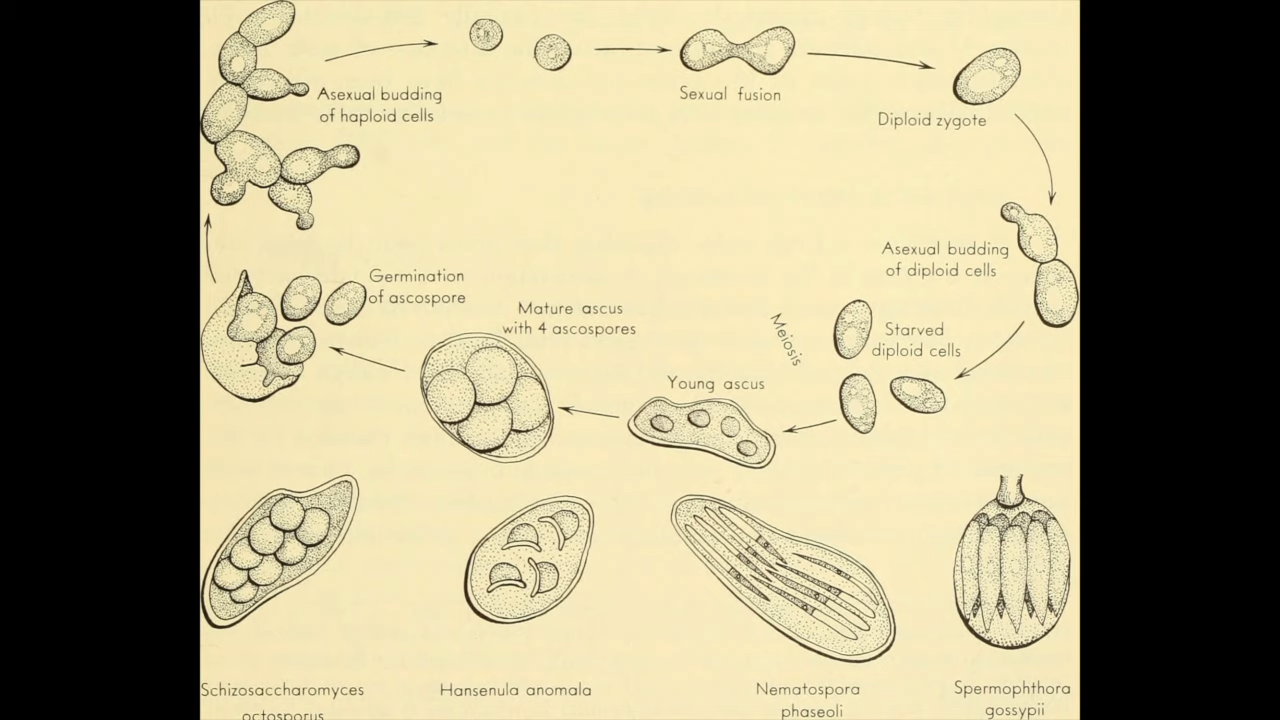 Asexual budding
of haploid cells
Sexual fusion
Diploid zygote
Asexual budding
of diploid cells
Starved
diploid cells
Meiosis
Young ascus
Mature ascus
with 4 ascospores
Germination
of ascospore
Schizosaccharomyces
octosporus
Hansenula anomala
Nematospora
phaseoli
Spermophthora
gossypii